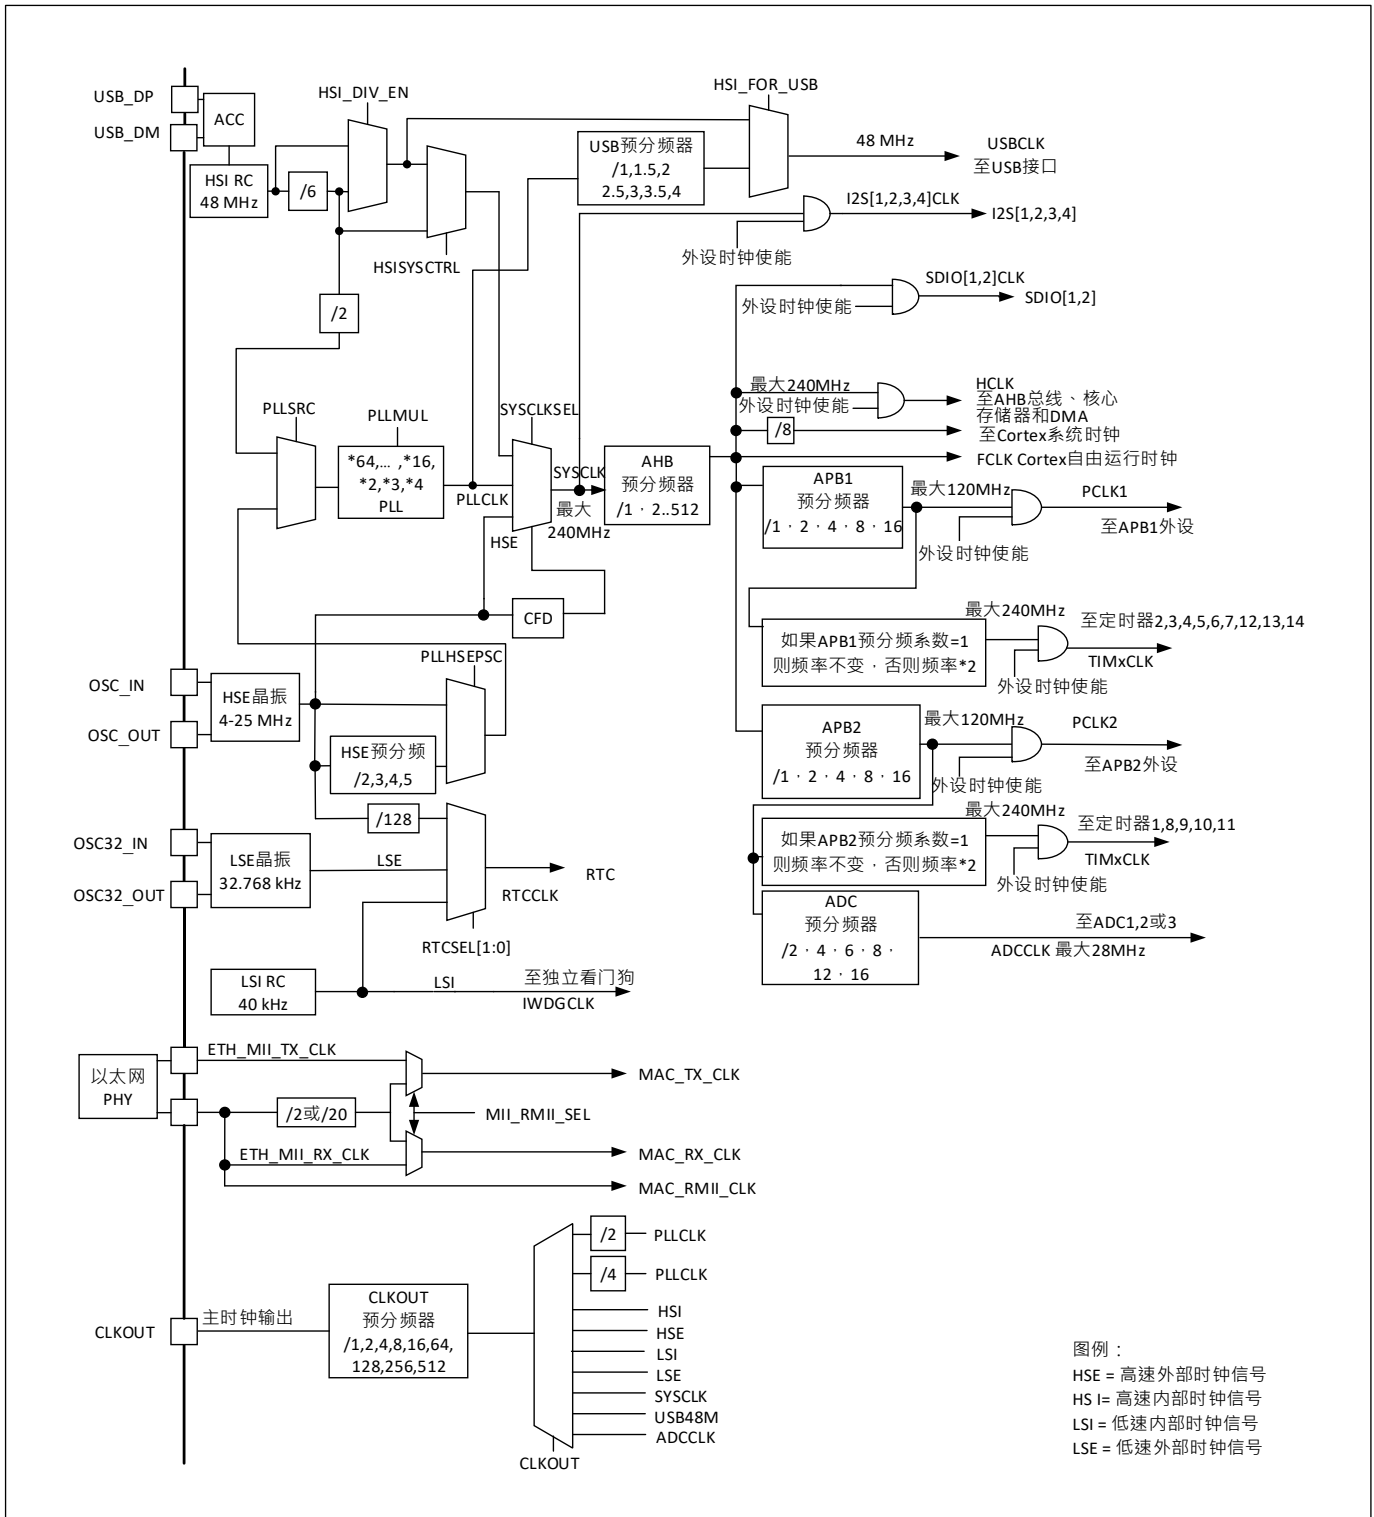 USB_DP
USB_DM
ACC
HSI RC
48 MHz
/6
HSI_DIV_EN
HSISYSCTRL
/2
HSI_FOR_USB
USB预分频器
/1,1.5,2
2.5,3,3.5,4
48 MHz
USBCLK
至USB接口
I2S[1,2,3,4]CLK
I2S[1,2,3,4]
外设时钟使能
SDIO[1,2]CLK
SDIO[1,2]
外设时钟使能
最大240MHz
外设时钟使能
HCLK
至AHB总线、核心
存储器和DMA
/8
至Cortex系统时钟
FCLK Cortex自由运行时钟
PLLSRC
PLLMUL
*64,... ,*16,
*2,*3,*4
PLL
PLLCLK
SYSCLKSEL
HSE
SYSCLK
最大
240MHz
AHB
预分频器
/1 · 2..512
APB1
预分频器
/1 · 2 · 4 · 8 · 16
最大120MHz
PCLK1
外设时钟使能
至APB1外设
CFD
最大240MHz
至定时器2,3,4,5,6,7,12,13,14
如果APB1预分频系数=1
则频率不变 · 否则频率*2
TIMxCLK
外设时钟使能
PLLHSEPSC
OSC_IN
OSC_OUT
HSE晶振
4-25 MHz
HSE预分频
/2,3,4,5
APB2
预分频器
/1 · 2 · 4 · 8 · 16
最大120MHz
PCLK2
至APB2外设
外设时钟使能
/128
最大240MHz
至定时器1,8,9,10,11
如果APB2预分频系数=1
则频率不变 · 否则频率*2
TIMxCLK
外设时钟使能
OSC32_IN
OSC32_OUT
LSE晶振
32.768 kHz
LSE
RTC
RTCCLK
RTCSEL[1:0]
ADC
预分频器
/2 · 4 · 6 · 8 ·
12 · 16
至ADC1,2或3
ADCCLK 最大28MHz
LSI RC
40 kHz
LSI
至独立看门狗
IWDGCLK
以太网
PHY
ETH_MII_TX_CLK
/2或/20
MII_RMII_SEL
ETH_MII_RX_CLK
MAC_TX_CLK
MAC_RX_CLK
MAC_RMII_CLK
/2
PLLCLK
/4
PLLCLK
HSI
HSE
LSI
LSE
SYSCLK
USB48M
ADCCLK
CLKOUT
CLKOUT
主时钟输出
CLKOUT
预分频器
/1,2,4,8,16,64,
128,256,512
图例：
HSE = 高速外部时钟信号
HS I= 高速内部时钟信号
LSI = 低速内部时钟信号
LSE = 低速外部时钟信号